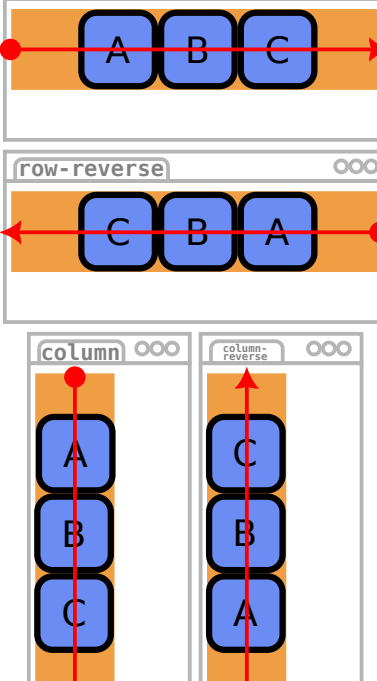 A B C
row-reverse
C B A
column
A
B
C
column-
reverse
C
B
A